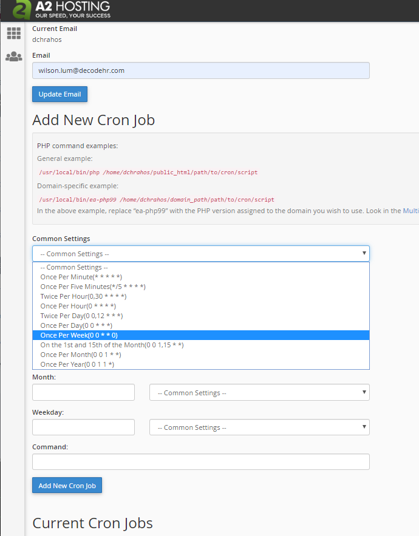 A2 HOSTING
OUR SPEED, YOUR SUCCESS
Current Email
dchrahos
Email
wilson.lum@decodehr.com
Update Email
Add New Cron Job
PHP command examples:
General example:
/usr/local/bin/php /home/dchrahos/public_html/path/to/cron/script
Domain-specific example:
/usr/local/bin/ea-php99 /home/dchrahos/domain_path/path/to/cron/script
In the above example, replace "ea-php99" with the PHP version assigned to the domain you wish to use. Look in the Multi
Common Settings
-- Common Settings --
-- Common Settings --
Once Per Minute(* * * * *)
Once Per Five Minutes(*/5 * * * *)
Twice Per Hour(0,30 * * * *)
Once Per Hour(0 * * * *)
Twice Per Day(0 0,12 * * *)
Once Per Day(0 0 * * *)
Once Per Week(0 0 * * 0)
On the 1st and 15th of the Month(0 0 1,15 * *)
Once Per Month(0 0 1 * *)
Once Per Year(0 0 1 1 *)
Month:
-- Common Settings --
Weekday:
-- Common Settings --
Command:
Add New Cron Job
Current Cron Jobs